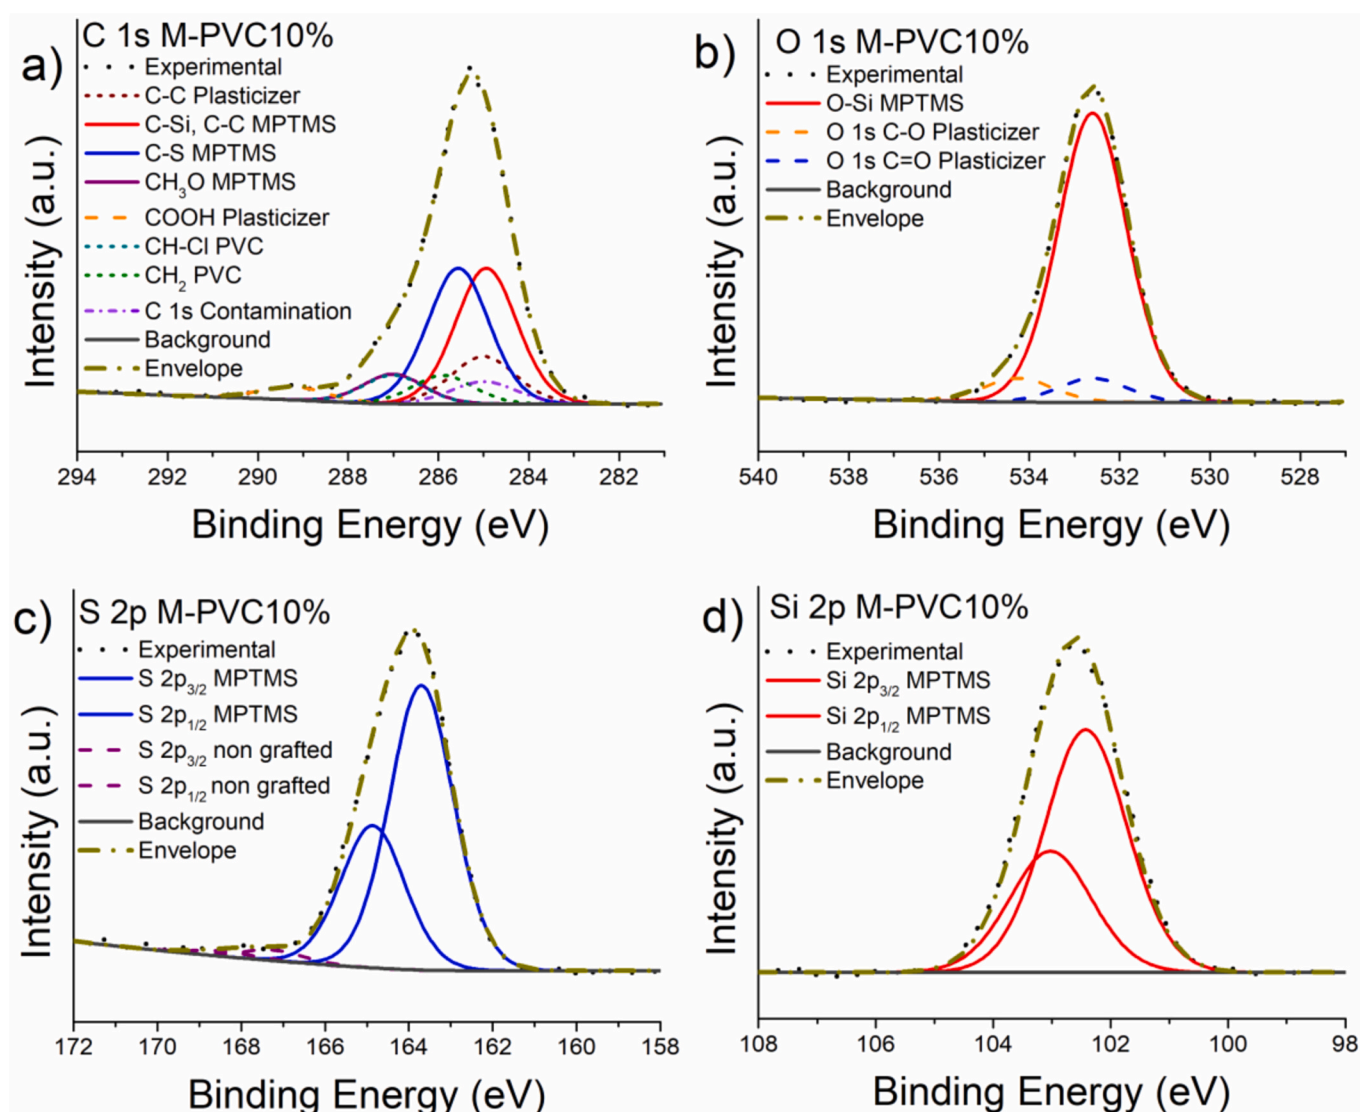 a)
C 1s M-PVC10%
Experimental
C-C Plasticizer
C-Si, C-C MPTMS
C-S MPTMS
CH₃O MPTMS
COOH Plasticizer
CH-Cl PVC
CH₂ PVC
C 1s Contamination
Background
Envelope
Intensity (a.u.)
294 292 290 288 286 284 282
Binding Energy (eV)
b)
O 1s M-PVC10%
Experimental
O-Si MPTMS
O 1s C-O Plasticizer
O 1s C=O Plasticizer
Background
Envelope
Intensity (a.u.)
540 538 536 534 532 530 528
Binding Energy (eV)
c)
S 2p M-PVC10%
Experimental
S 2p3/2 MPTMS
S 2p1/2 MPTMS
S 2p3/2 non grafted
S 2p1/2 non grafted
Background
Envelope
Intensity (a.u.)
172 170 168 166 164 162 160 158
Binding Energy (eV)
d)
Si 2p M-PVC10%
Experimental
Si 2p3/2 MPTMS
Si 2p1/2 MPTMS
Background
Envelope
Intensity (a.u.)
108 106 104 102 100 98
Binding Energy (eV)